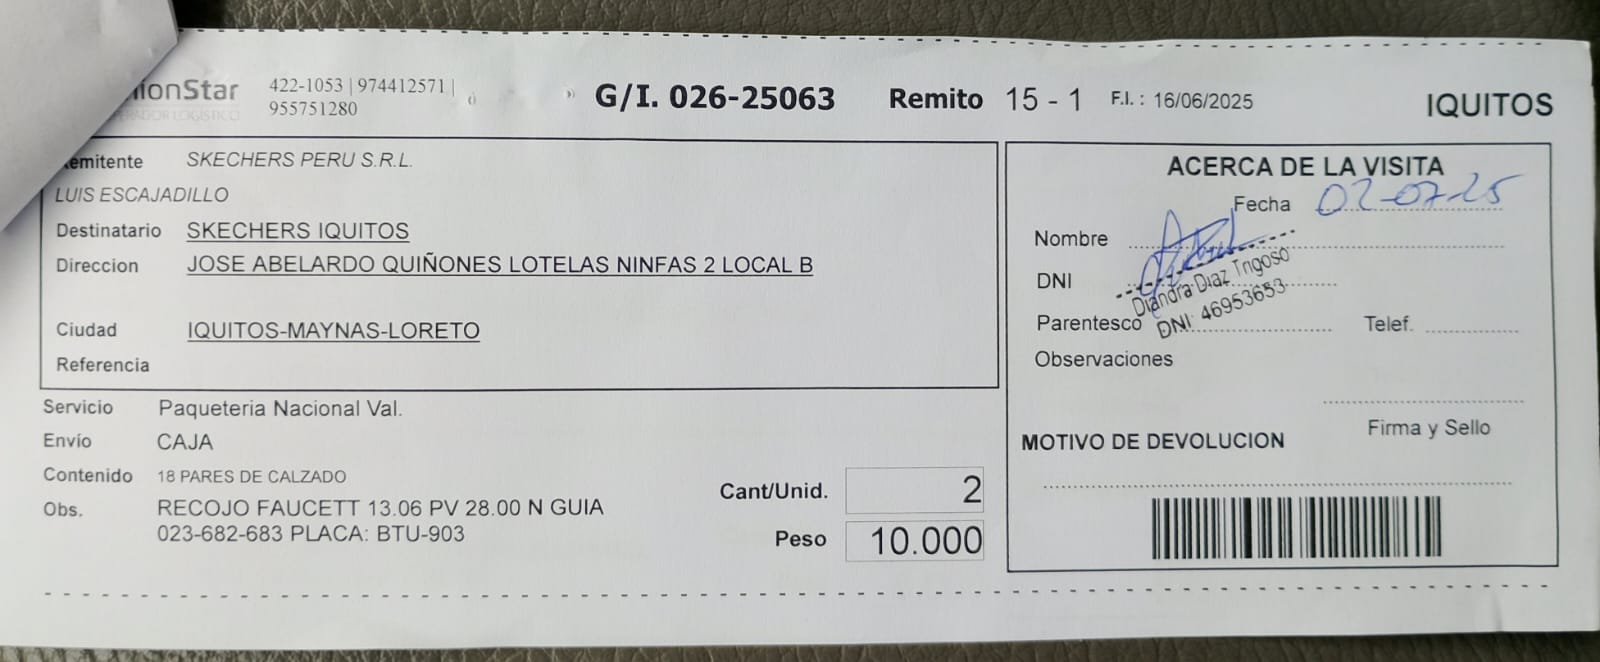 ionStar
OPERADOR LOGISTICO
422-1053 | 974412571 |
955751280
G/I. 026-25063
Remito 15 - 1
F.I. : 16/06/2025
IQUITOS
emitente SKECHERS PERU S.R.L.
LUIS ESCAJADILLO
Destinatario SKECHERS IQUITOS
Direccion JOSE ABELARDO QUIÑONES LOTELAS NINFAS 2 LOCAL B
Ciudad IQUITOS-MAYNAS-LORETO
Referencia
Servicio Paqueteria Nacional Val.
Envío CAJA
Contenido 18 PARES DE CALZADO
Obs. RECOJO FAUCETT 13.06 PV 28.00 N GUIA
023-682-683 PLACA: BTU-903
Cant/Unid. 2
Peso 10.000
ACERCA DE LA VISITA
Fecha 02-07-25
Nombre
DNI
Diandra Diaz Trigoso
DNI: 46953653
Parentesco
Telef.
Observaciones
Firma y Sello
MOTIVO DE DEVOLUCION